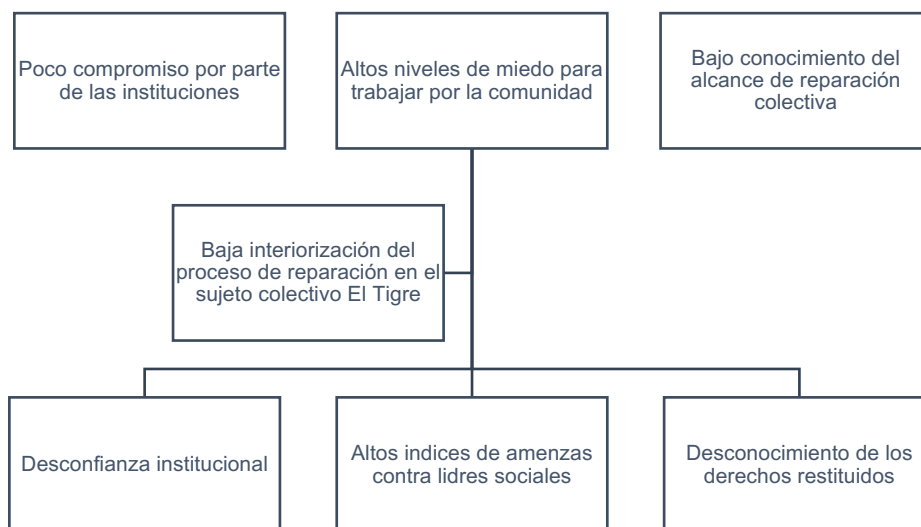 Poco compromiso por parte
de las instituciones
Altos niveles de miedo para
trabajar por la comunidad
Bajo conocimiento del
alcance de reparación
colectiva
Baja interiorización del
proceso de reparación en el
sujeto colectivo El Tigre
Desconfianza institucional
Altos indices de amenzas
contra lidres sociales
Desconocimiento de los
derechos restituidos